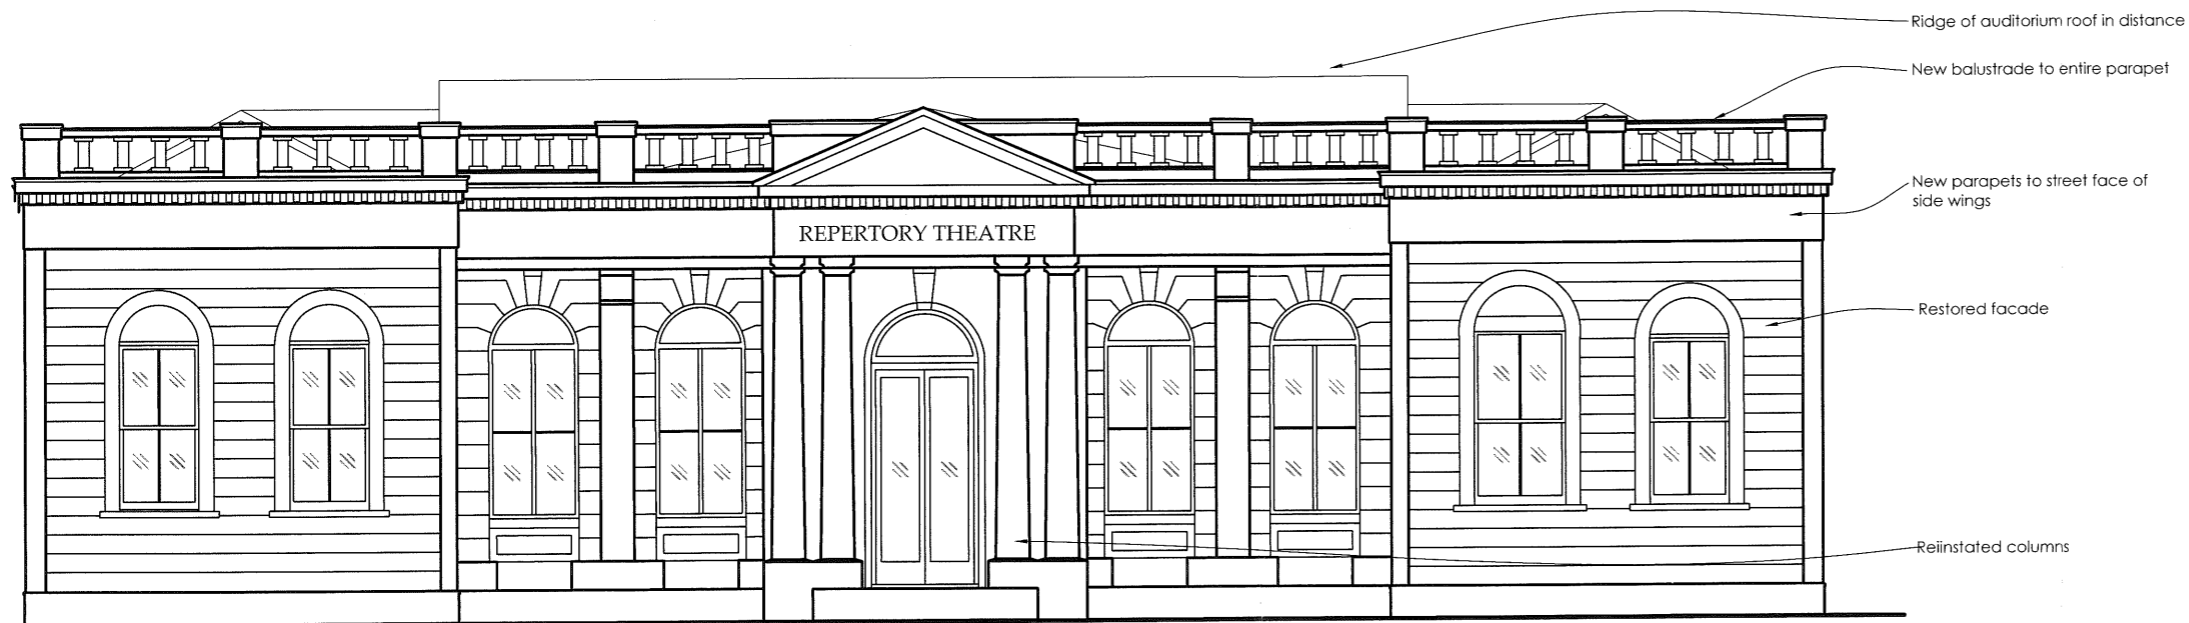 Ridge of auditorium roof in distance
New balustrade to entire parapet
New parapets to street face of
side wings
REPERTORY THEATRE
Restored facade
Reiinstated columns